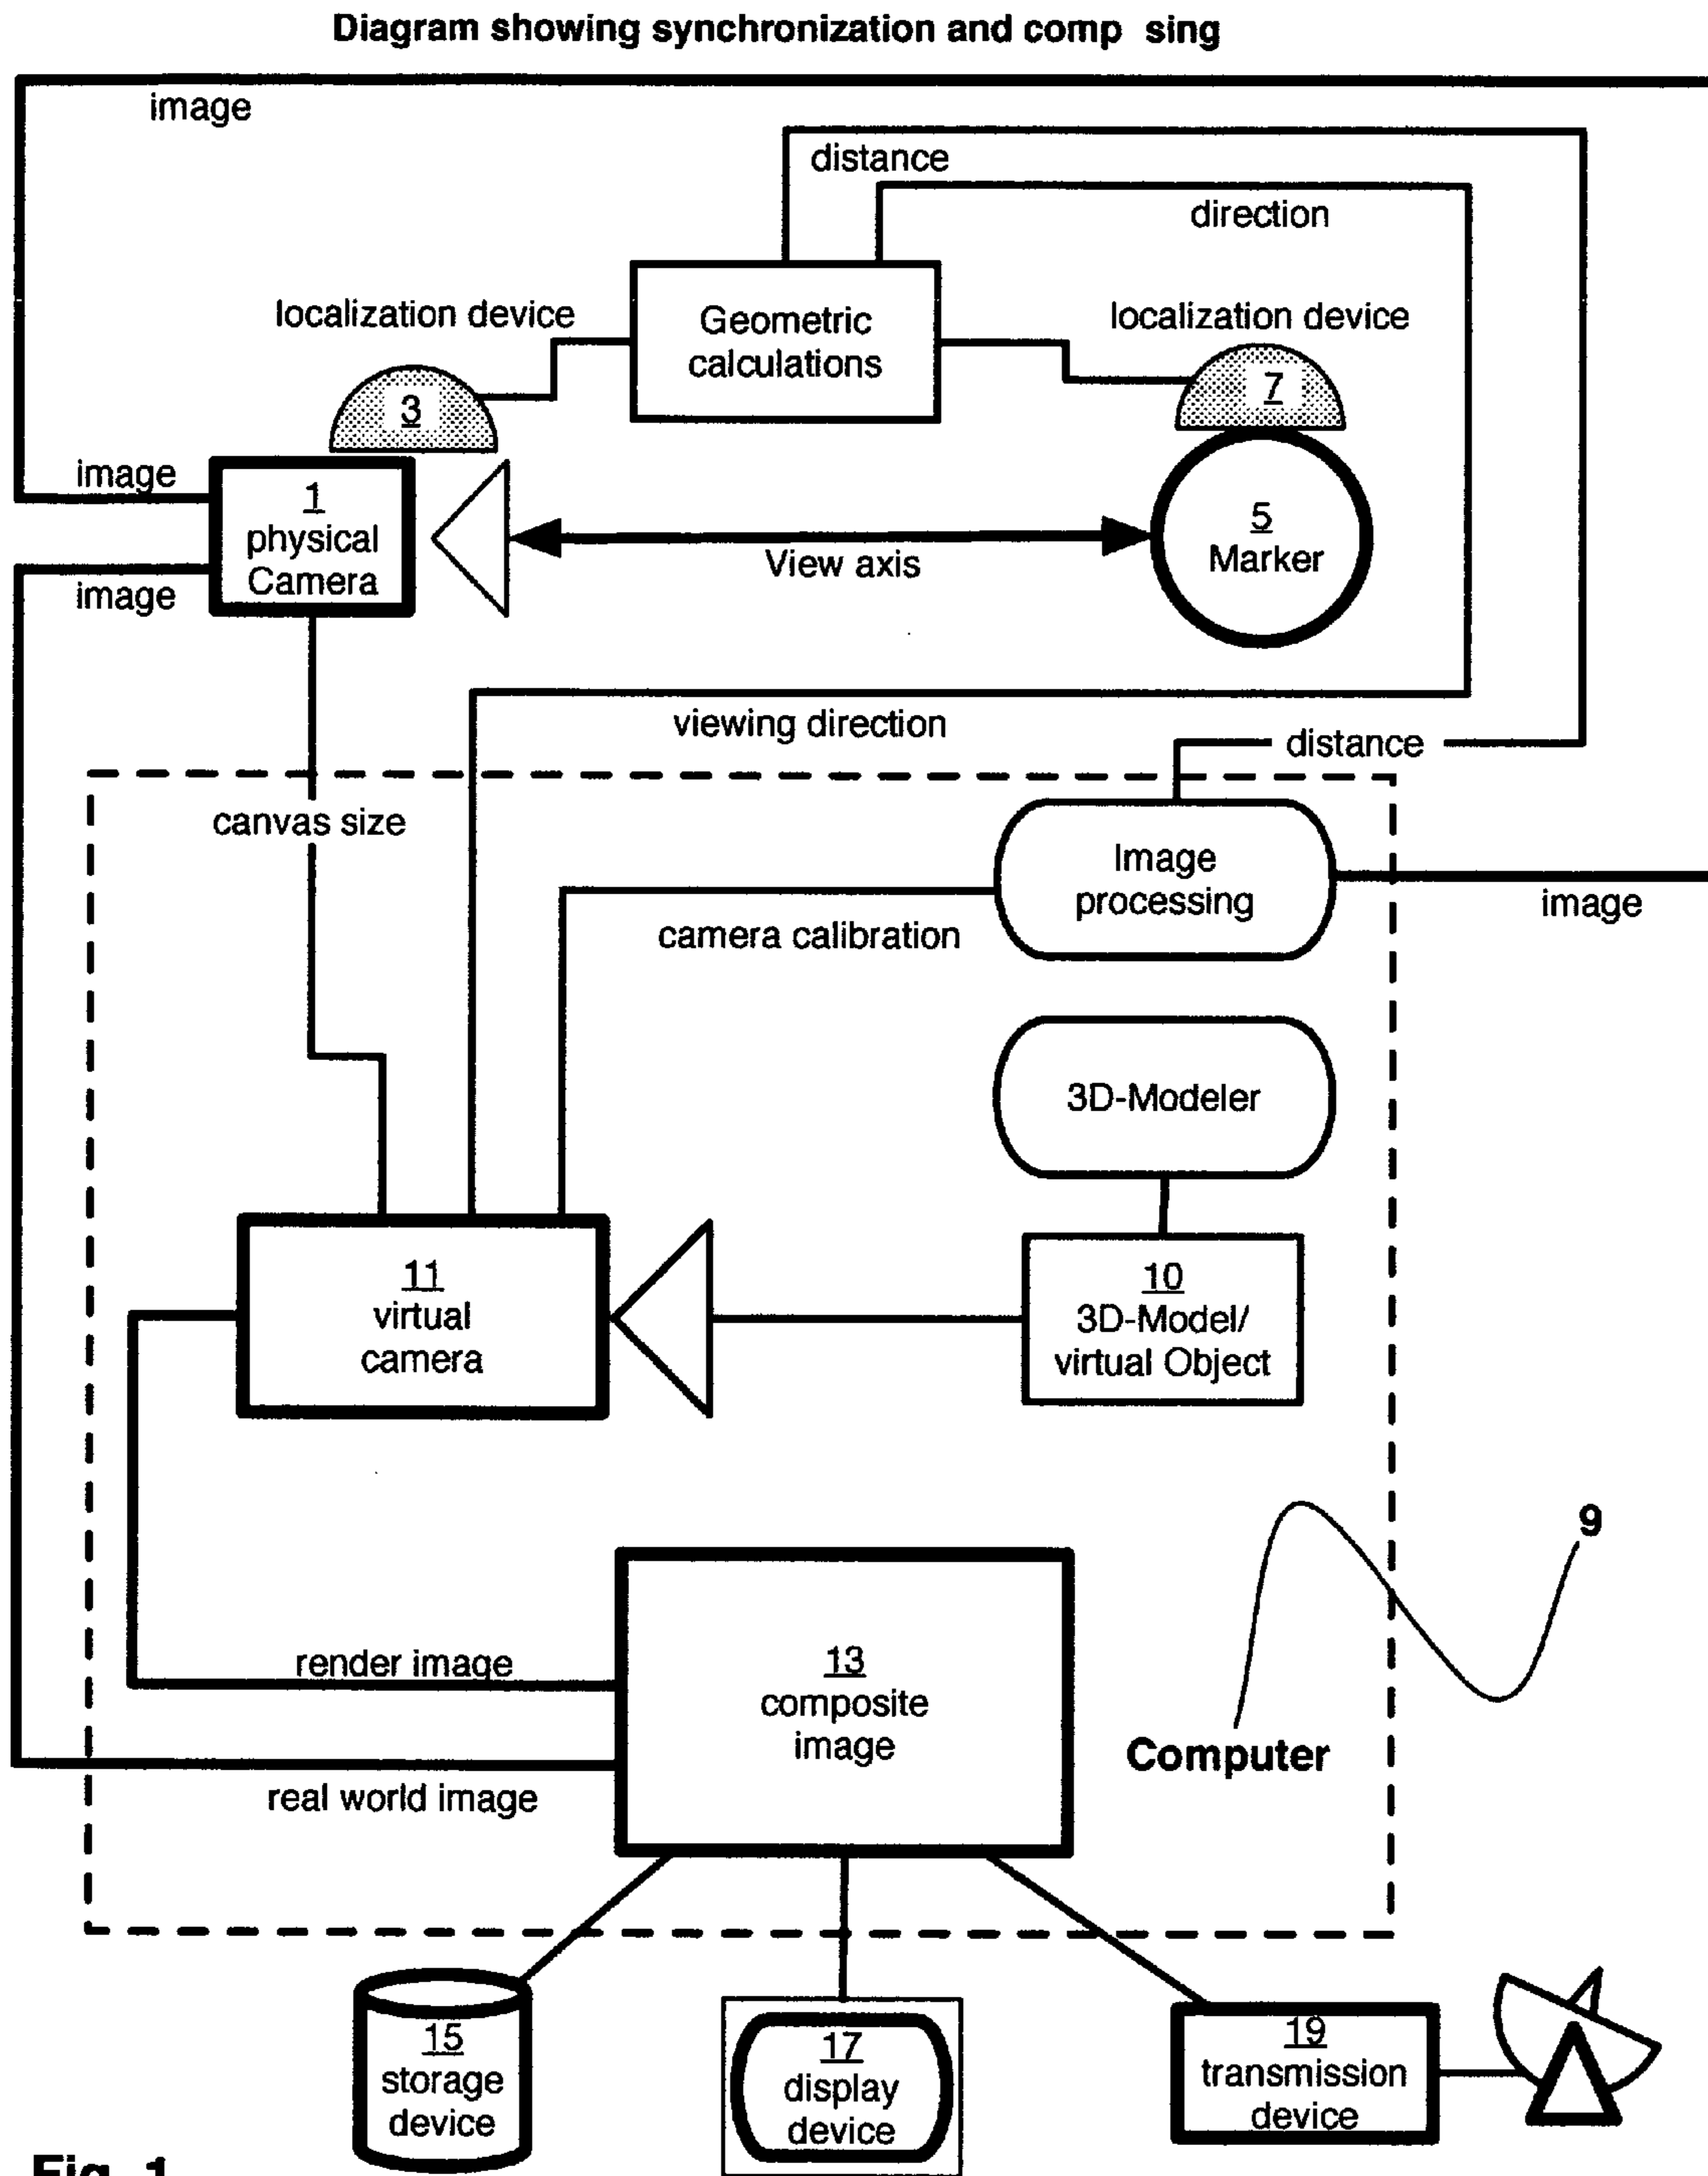 Diagram showing synchronization and comp sing
image
distance
direction
localization device
Geometric
calculations
localization device
3
7
image
1
physical
Camera
View axis
5
Marker
image
viewing direction
distance
canvas size
Image
processing
image
camera calibration
3D-Modeler
11
virtual
camera
10
3D-Model/
virtual Object
9
render image
13
composite
image
Computer
real world image
15
storage
device
17
display
device
19
transmission
device
Fig. 1